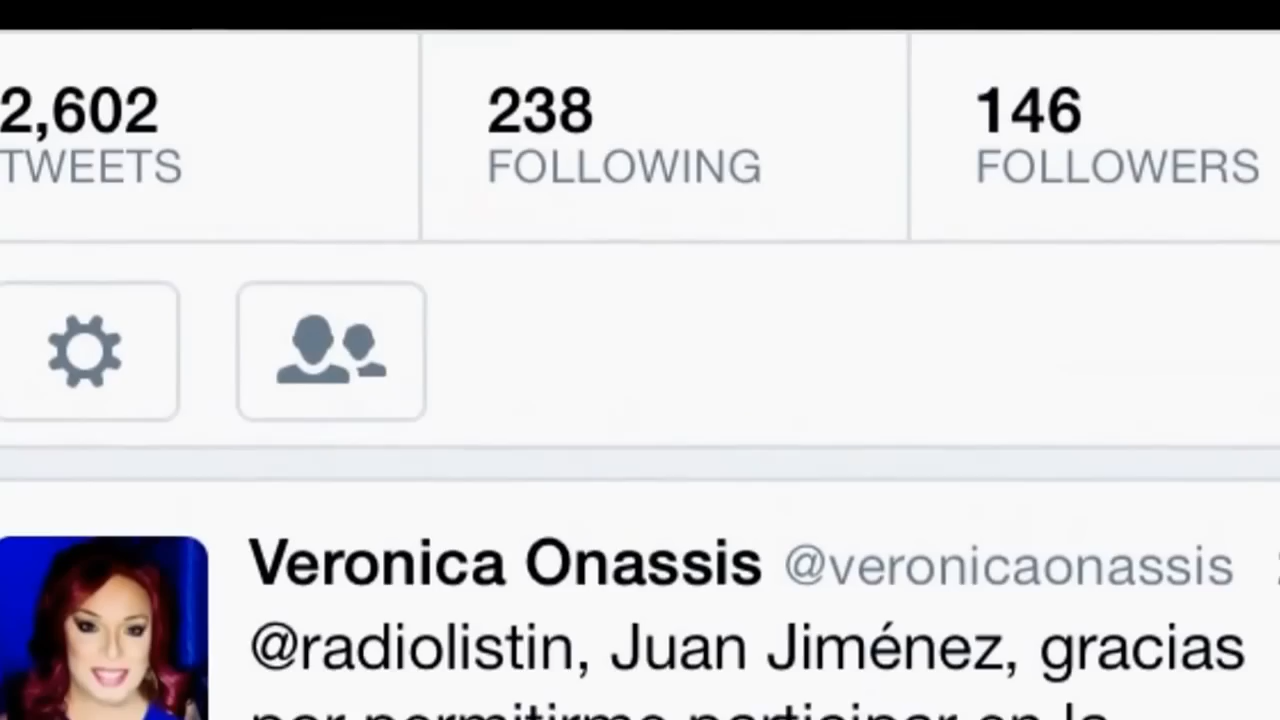 2,602 238 146
TWEETS FOLLOWING FOLLOWERS
Veronica Onassis @veronicaonassis
@radiolistin, Juan Jiménez, gracias
por permitirme participar en la